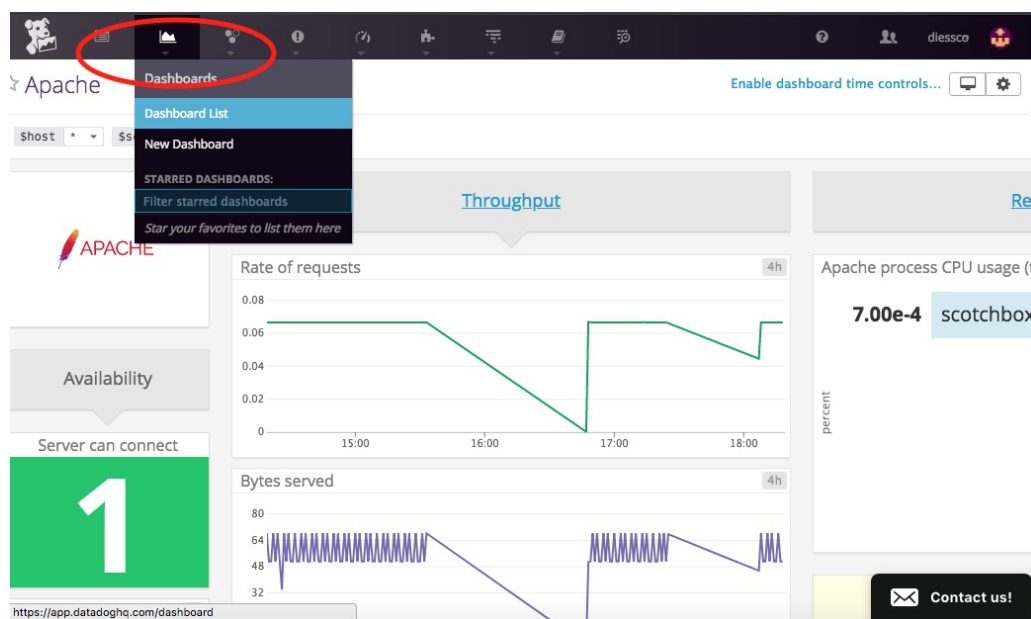 dlessco
Dashboards
Dashboard List
New Dashboard
STARRED DASHBOARDS:
Filter starred dashboards
Star your favorites to list them here
Apache
Enable dashboard time controls...
$host *
APACHE
Availability
Server can connect
1
Throughput
Rate of requests
4h
0.08
0.06
0.04
0.02
0
15:00
16:00
17:00
18:00
Bytes served
4h
80
64
48
32
Apache process CPU usage
7.00e-4
scotchbox
percent
Contact us!
https://app.datadoghq.com/dashboard